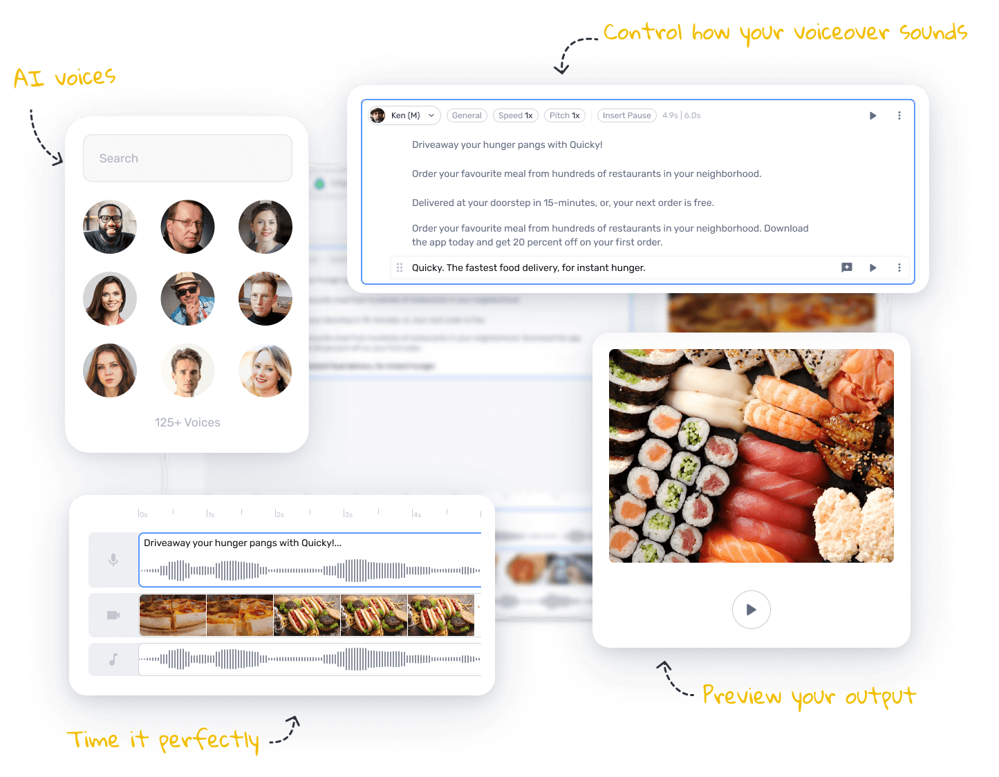 Control how your voiceover sounds
AI voices
Search
125+ Voices
Ken (M)
General
Speed 1x
Pitch 1x
Insert Pause
4.9s | 6.0s
Driveaway your hunger pangs with Quicky!
Order your favourite meal from hundreds of restaurants in your neighborhood.
Delivered at your doorstep in 15-minutes, or, your next order is free.
Order your favourite meal from hundreds of restaurants in your neighborhood. Download
the app today and get 20 percent off on your first order.
Quicky. The fastest food delivery, for instant hunger.
0s
1s
2s
3s
4s
Driveaway your hunger pangs with Quicky!...
Preview your output
Time it perfectly